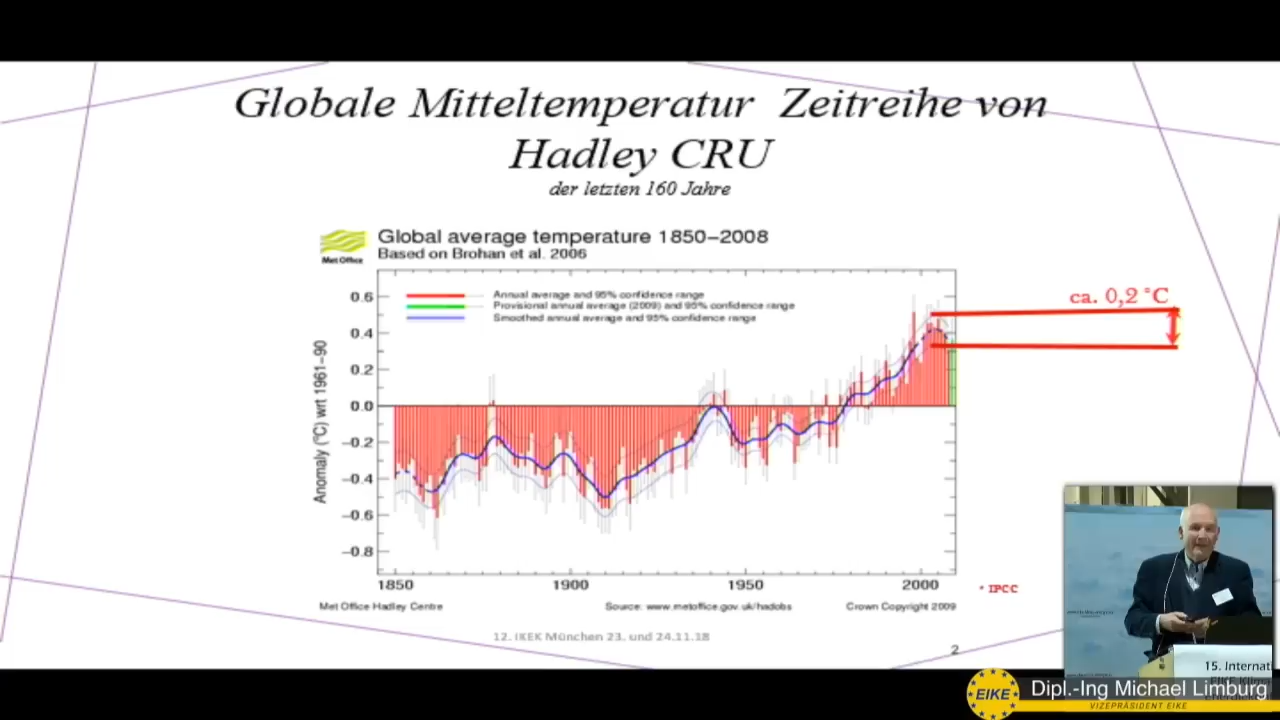 Globale Mitteltemperatur Zeitreihe von
Hadley CRU
der letzten 160 Jahre
Met Office
Global average temperature 1850–2008
Based on Brohan et al. 2006
Annual average and 95% confidence range
Provisional annual average (2009) and 95% confidence range
Smoothed annual average and 95% confidence range
ca. 0,2 °C
Anomaly (°C) wrt 1961–90
0.6
0.4
0.2
0.0
−0.2
−0.4
−0.6
−0.8
1850
1900
1950
2000
* IPCC
Met Office Hadley Centre
Source: www.metoffice.gov.uk/hadobs
Crown Copyright 2009
12. IKEK München 23. und 24.11.18
2
15. Internati
EIKE
Dipl.-Ing Michael Limburg
VIZEPRÄSIDENT EIKE